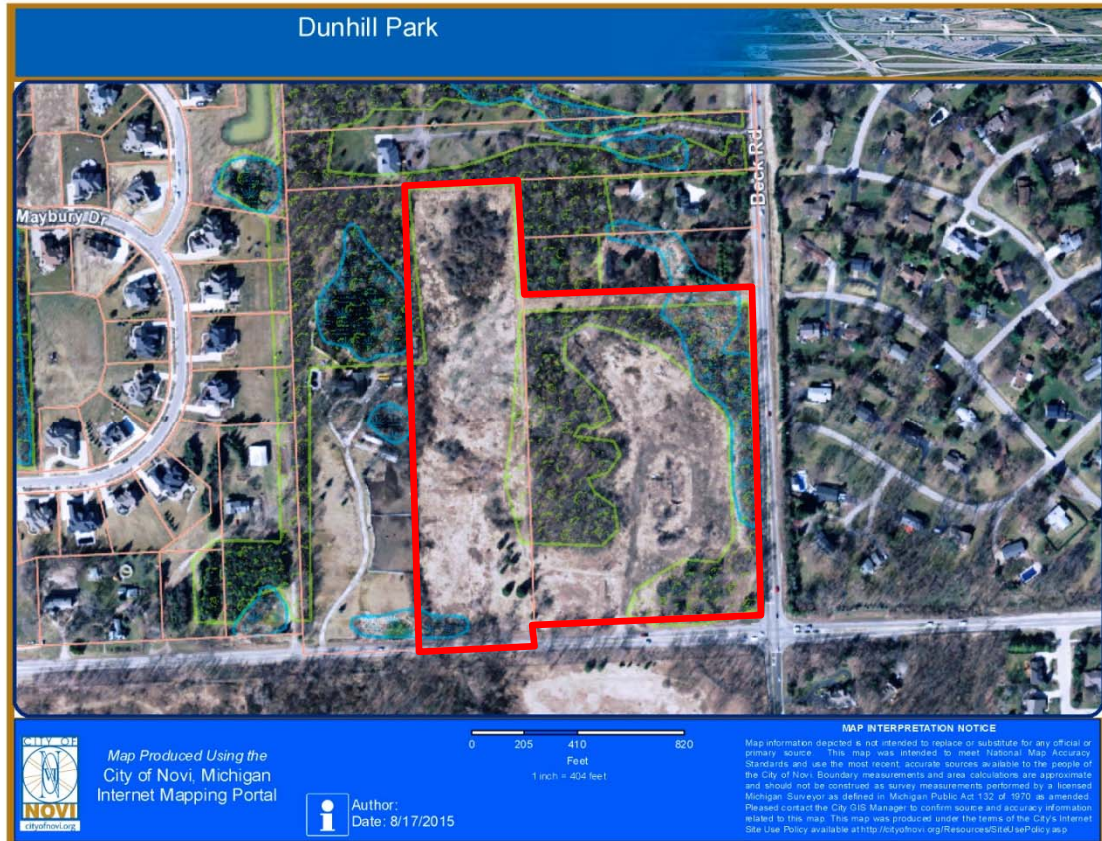 Dunhill Park
Maybury Dr
Beck Rd
CITY OF
NOVI
cityofnovi.org
Map Produced Using the
City of Novi, Michigan
Internet Mapping Portal
i
Author:
Date: 8/17/2015
0 205 410 820
Feet
1 inch = 404 feet
MAP INTERPRETATION NOTICE
Map information depicted is not intended to replace or substitute for any official or
primary source. This map was intended to meet National Map Accuracy
Standards and use the most recent, accurate sources available to the people of
the City of Novi. Boundary measurements and area calculations are approximate
and should not be construed as survey measurements performed by a licensed
Michigan Surveyor as defined in Michigan Public Act 132 of 1970 as amended.
Pleased contact the City GIS Manager to confirm source and accuracy information
related to this map. This map was produced under the terms of the City's Internet
Site Use Policy available at http://cityofnovi.org/Resources/SiteUsePolicy.asp